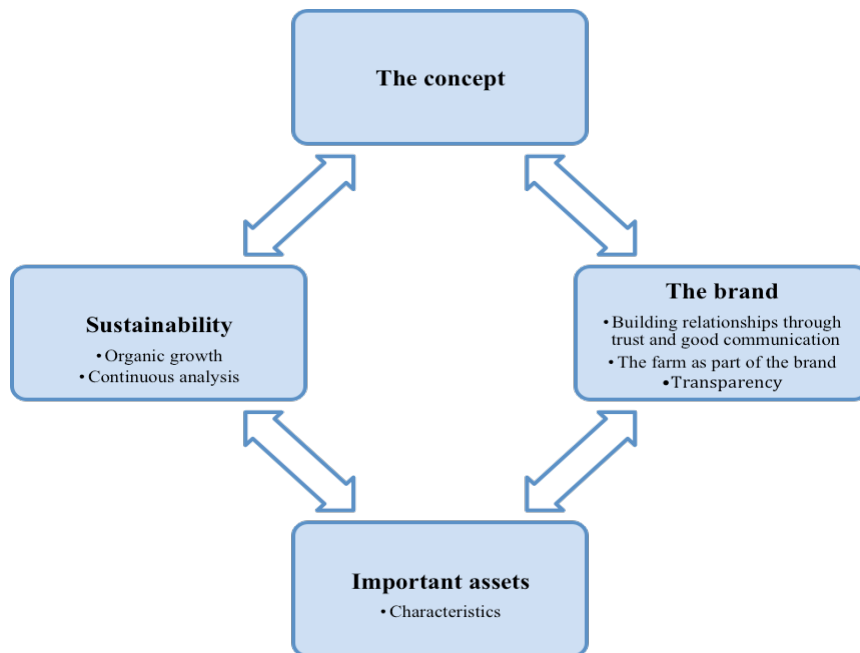 The concept
Sustainability
• Organic growth
• Continuous analysis
The brand
• Building relationships through
trust and good communication
• The farm as part of the brand
• Transparency
Important assets
• Characteristics